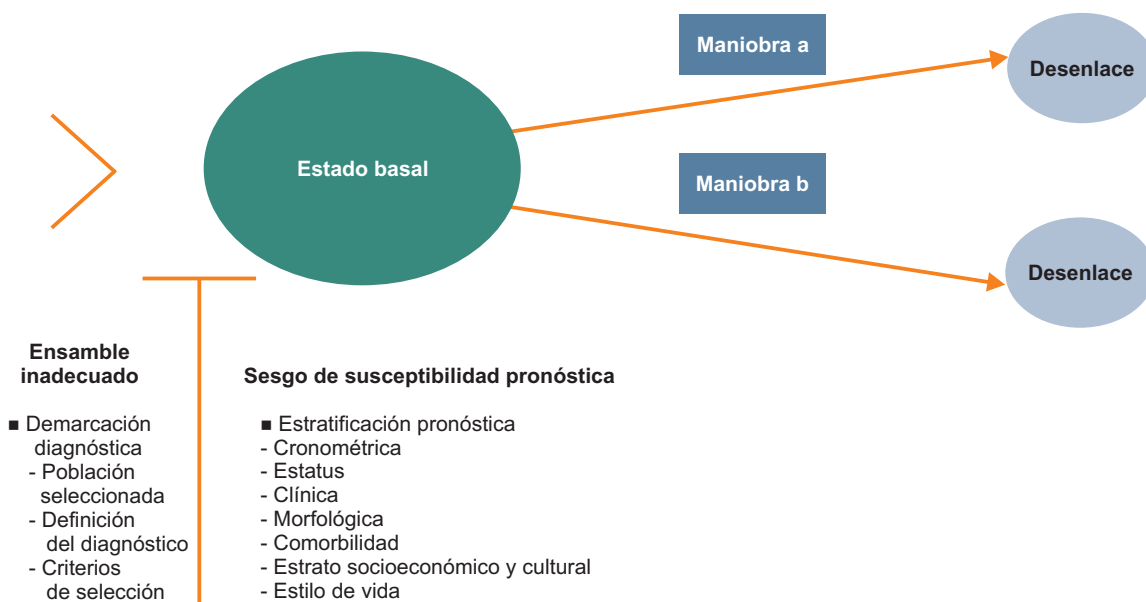 Maniobra a
Desenlace
Estado basal
Maniobra b
Desenlace
Ensamble
inadecuado
■ Demarcación
diagnóstica
- Población
seleccionada
- Definición
del diagnóstico
- Criterios
de selección
Sesgo de susceptibilidad pronóstica
■ Estratificación pronóstica
- Cronométrica
- Estatus
- Clínica
- Morfológica
- Comorbilidad
- Estrato socioeconómico y cultural
- Estilo de vida